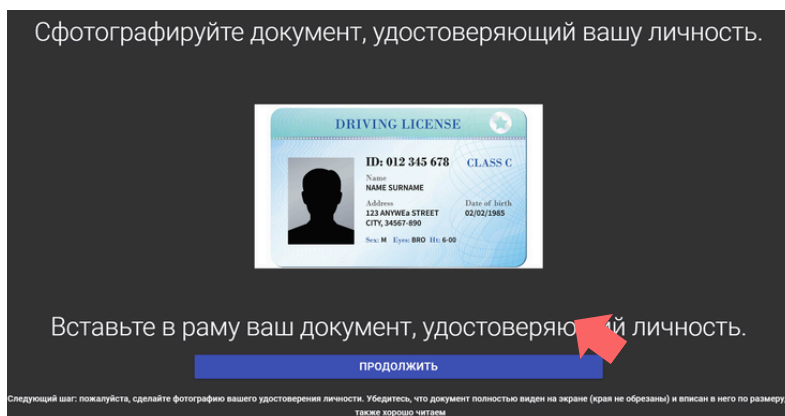 Сфотографируйте документ, удостоверяющий вашу личность.
DRIVING LICENSE
ID: 012 345 678 CLASS C
Name
NAME SURNAME
Address Date of birth
123 ANYWEa STREET 02/02/1985
CITY, 34567-890
Sex: M Eyes: BRO Ht: 6-00
Вставьте в раму ваш документ, личность.
ПРОДОЛЖИТЬ
Следующий шаг: пожалуйста, сделайте фотографию вашего удостоверения личности. Убедитесь, что документ полностью виден на экране (края не обрезаны) и вписан в него по размеру,
также хорошо читаем